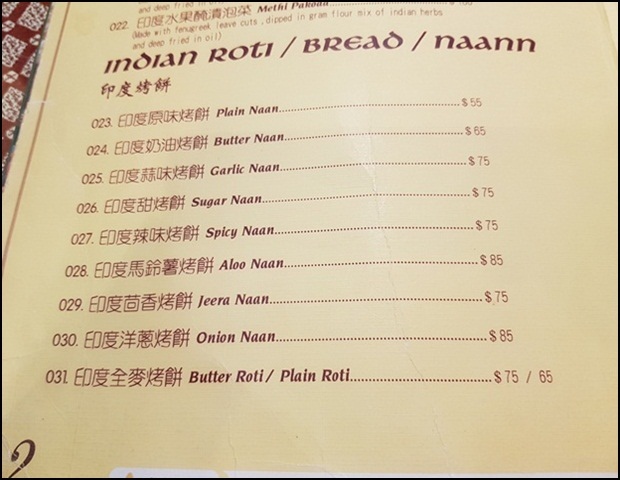 and deep fried in oil)
022. 印度水果醃漬泡菜 Methi Pakoda
(Made with fenugreek leave cuts ,dipped in gram flour mix of indian herbs
and deep fried in oil)
INDIAN ROTI / BREAD / NAANN
印度烤餅
023. 印度原味烤餅 Plain Naan $ 55
024. 印度奶油烤餅 Butter Naan $ 65
025. 印度蒜味烤餅 Garlic Naan $ 75
026. 印度甜烤餅 Sugar Naan $ 75
027. 印度辣味烤餅 Spicy Naan $ 75
028. 印度馬鈴薯烤餅 Aloo Naan $ 85
029. 印度茴香烤餅 Jeera Naan $ 75
030. 印度洋蔥烤餅 Onion Naan $ 85
031. 印度全麥烤餅 Butter Roti / Plain Roti $ 75 / 65